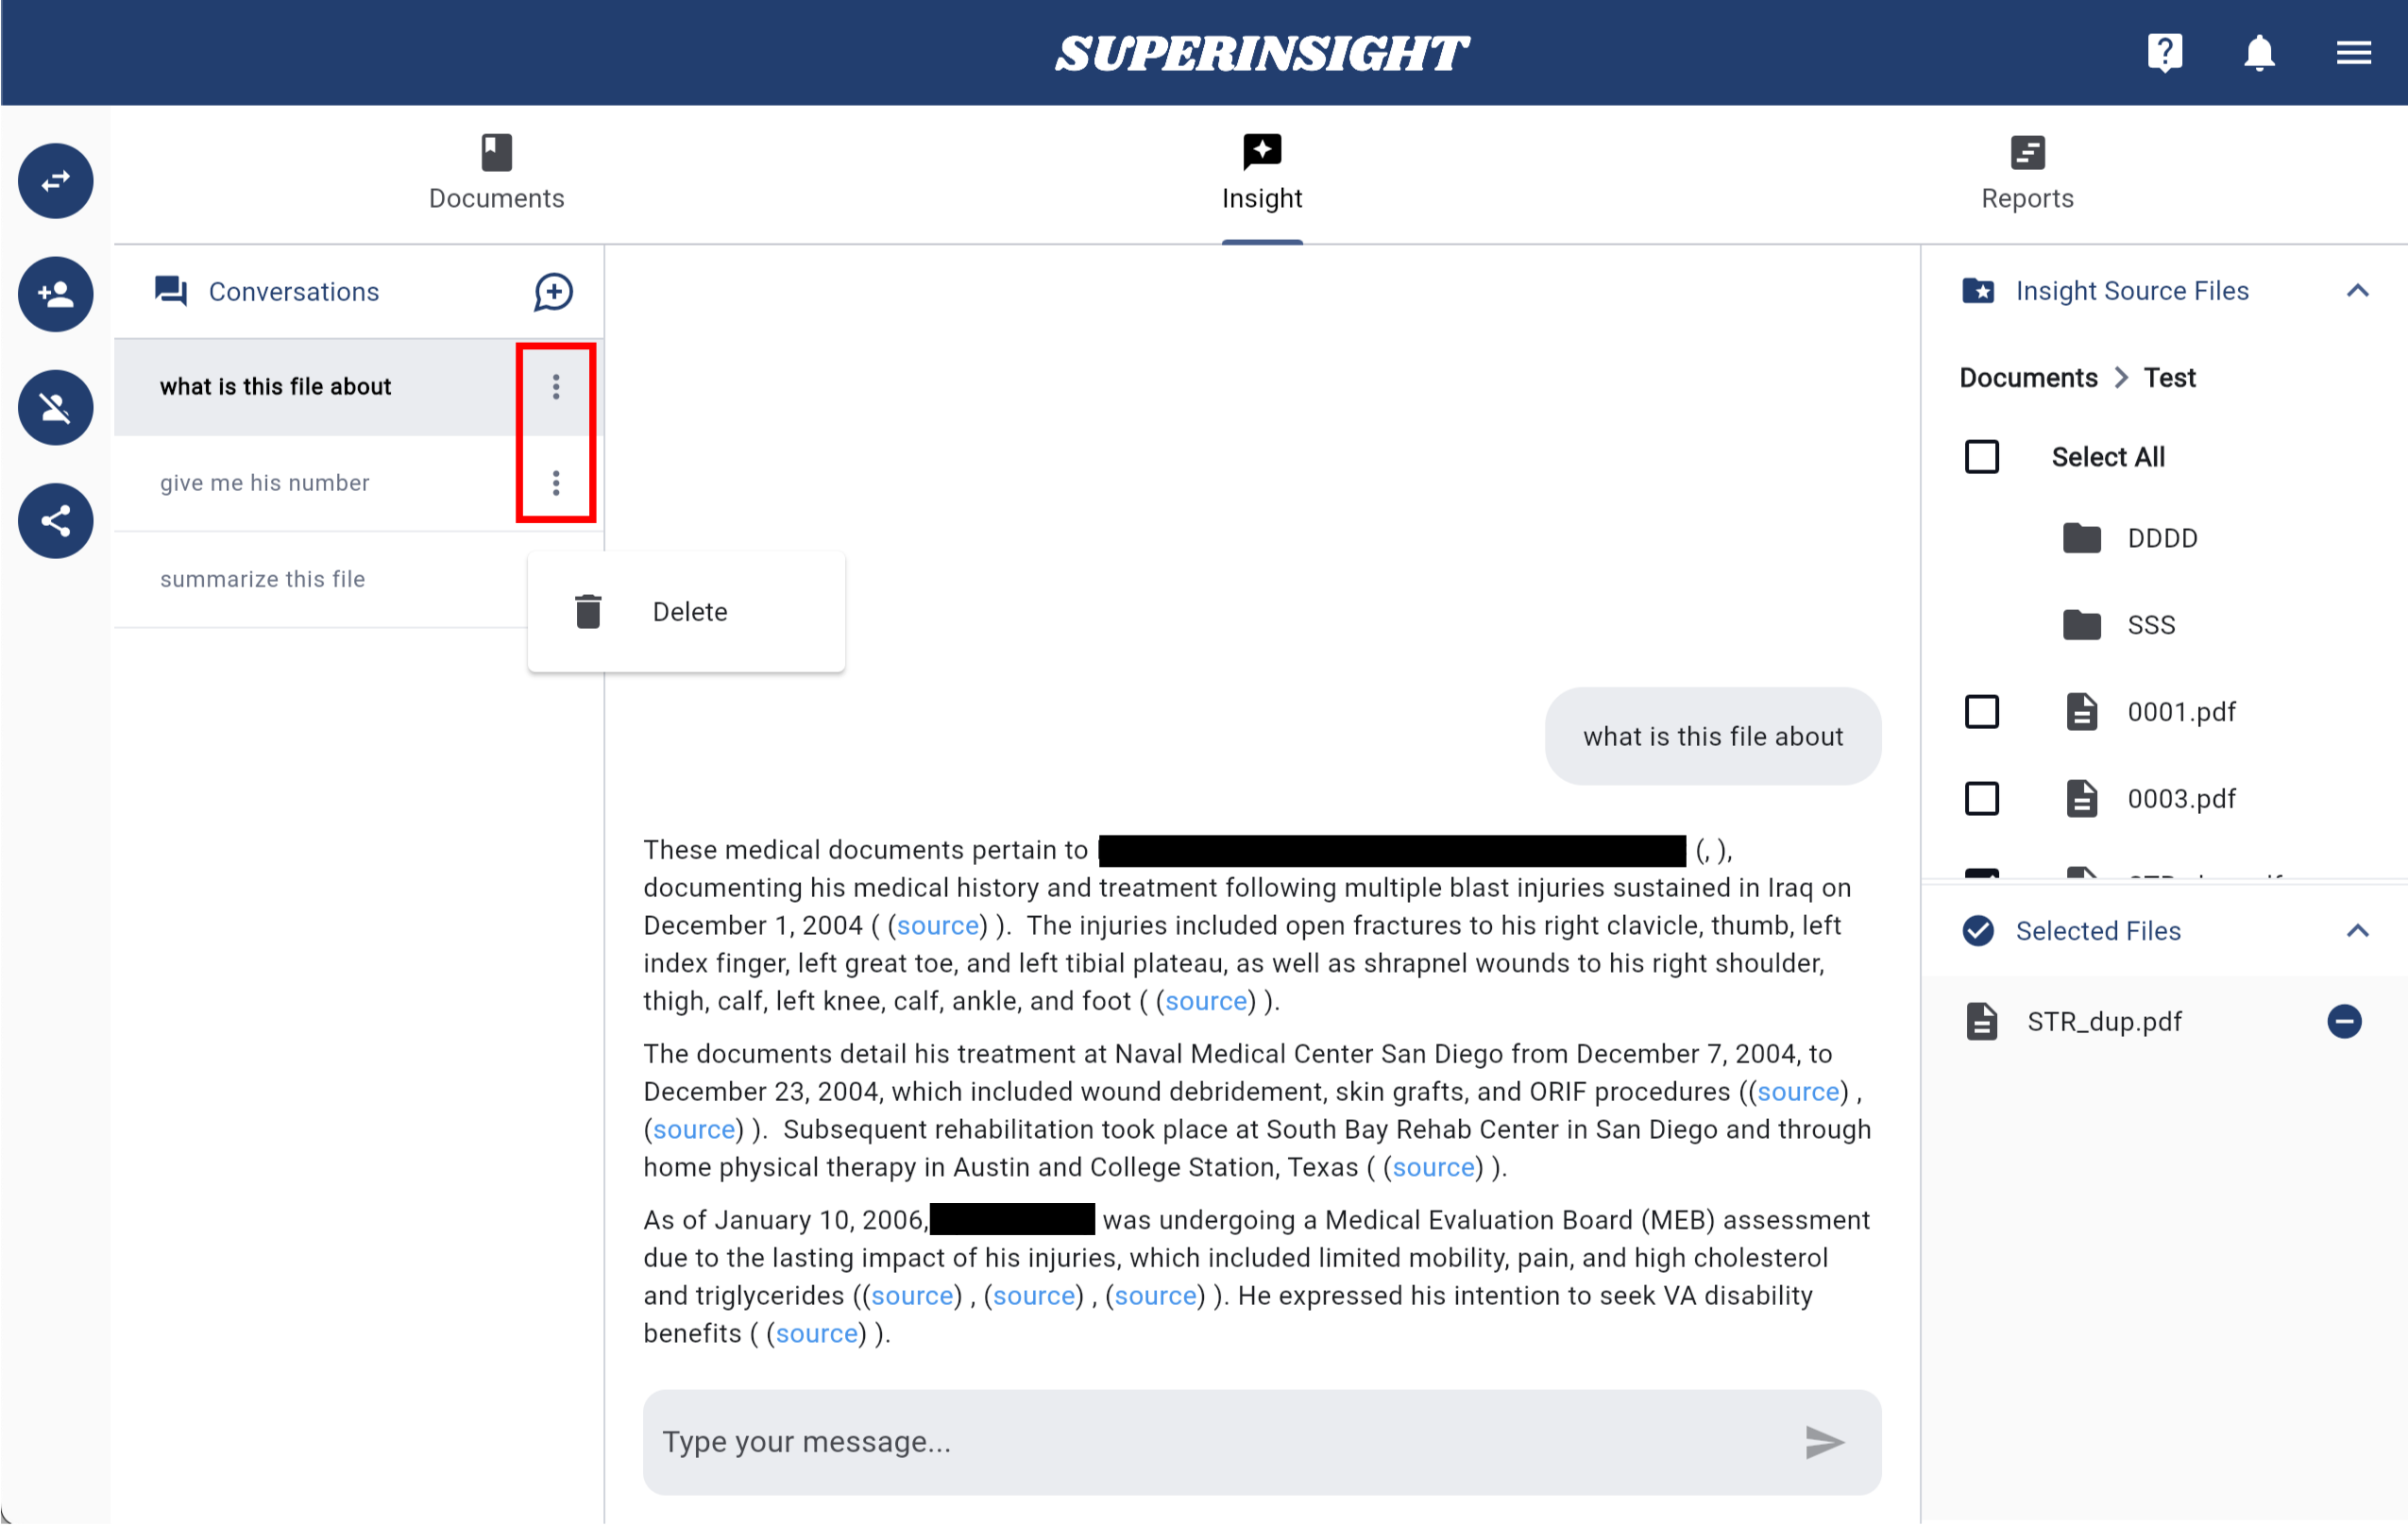 SUPERINSIGHT
Documents
Insight
Reports
Conversations
what is this file about
give me his number
summarize this file
Delete
what is this file about
These medical documents pertain to (, ),
documenting his medical history and treatment following multiple blast injuries sustained in Iraq on
December 1, 2004 ( (source) ). The injuries included open fractures to his right clavicle, thumb, left
index finger, left great toe, and left tibial plateau, as well as shrapnel wounds to his right shoulder,
thigh, calf, left knee, calf, ankle, and foot ( (source) ).
The documents detail his treatment at Naval Medical Center San Diego from December 7, 2004, to
December 23, 2004, which included wound debridement, skin grafts, and ORIF procedures ((source) ,
(source) ). Subsequent rehabilitation took place at South Bay Rehab Center in San Diego and through
home physical therapy in Austin and College Station, Texas ( (source) ).
As of January 10, 2006, was undergoing a Medical Evaluation Board (MEB) assessment
due to the lasting impact of his injuries, which included limited mobility, pain, and high cholesterol
and triglycerides ((source) , (source) , (source) ). He expressed his intention to seek VA disability
benefits ( (source) ).
Type your message...
Insight Source Files
Documents > Test
Select All
DDDD
SSS
0001.pdf
0003.pdf
Selected Files
STR_dup.pdf